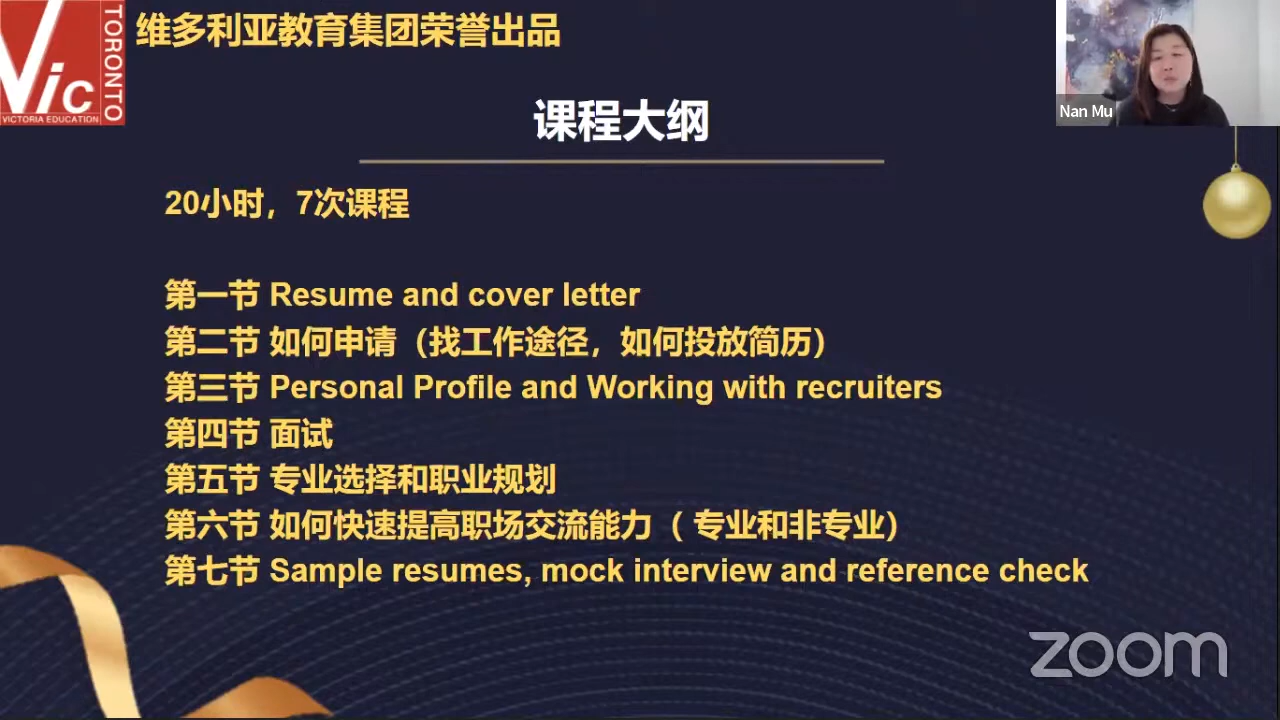 Vic
TORONTO
VICTORIA EDUCATION
维多利亚教育集团荣誉出品
Nan Mu
课程大纲
20小时，7次课程
第一节 Resume and cover letter
第二节 如何申请（找工作途径，如何投放简历）
第三节 Personal Profile and Working with recruiters
第四节 面试
第五节 专业选择和职业规划
第六节 如何快速提高职场交流能力（ 专业和非专业）
第七节 Sample resumes, mock interview and reference check
zoom